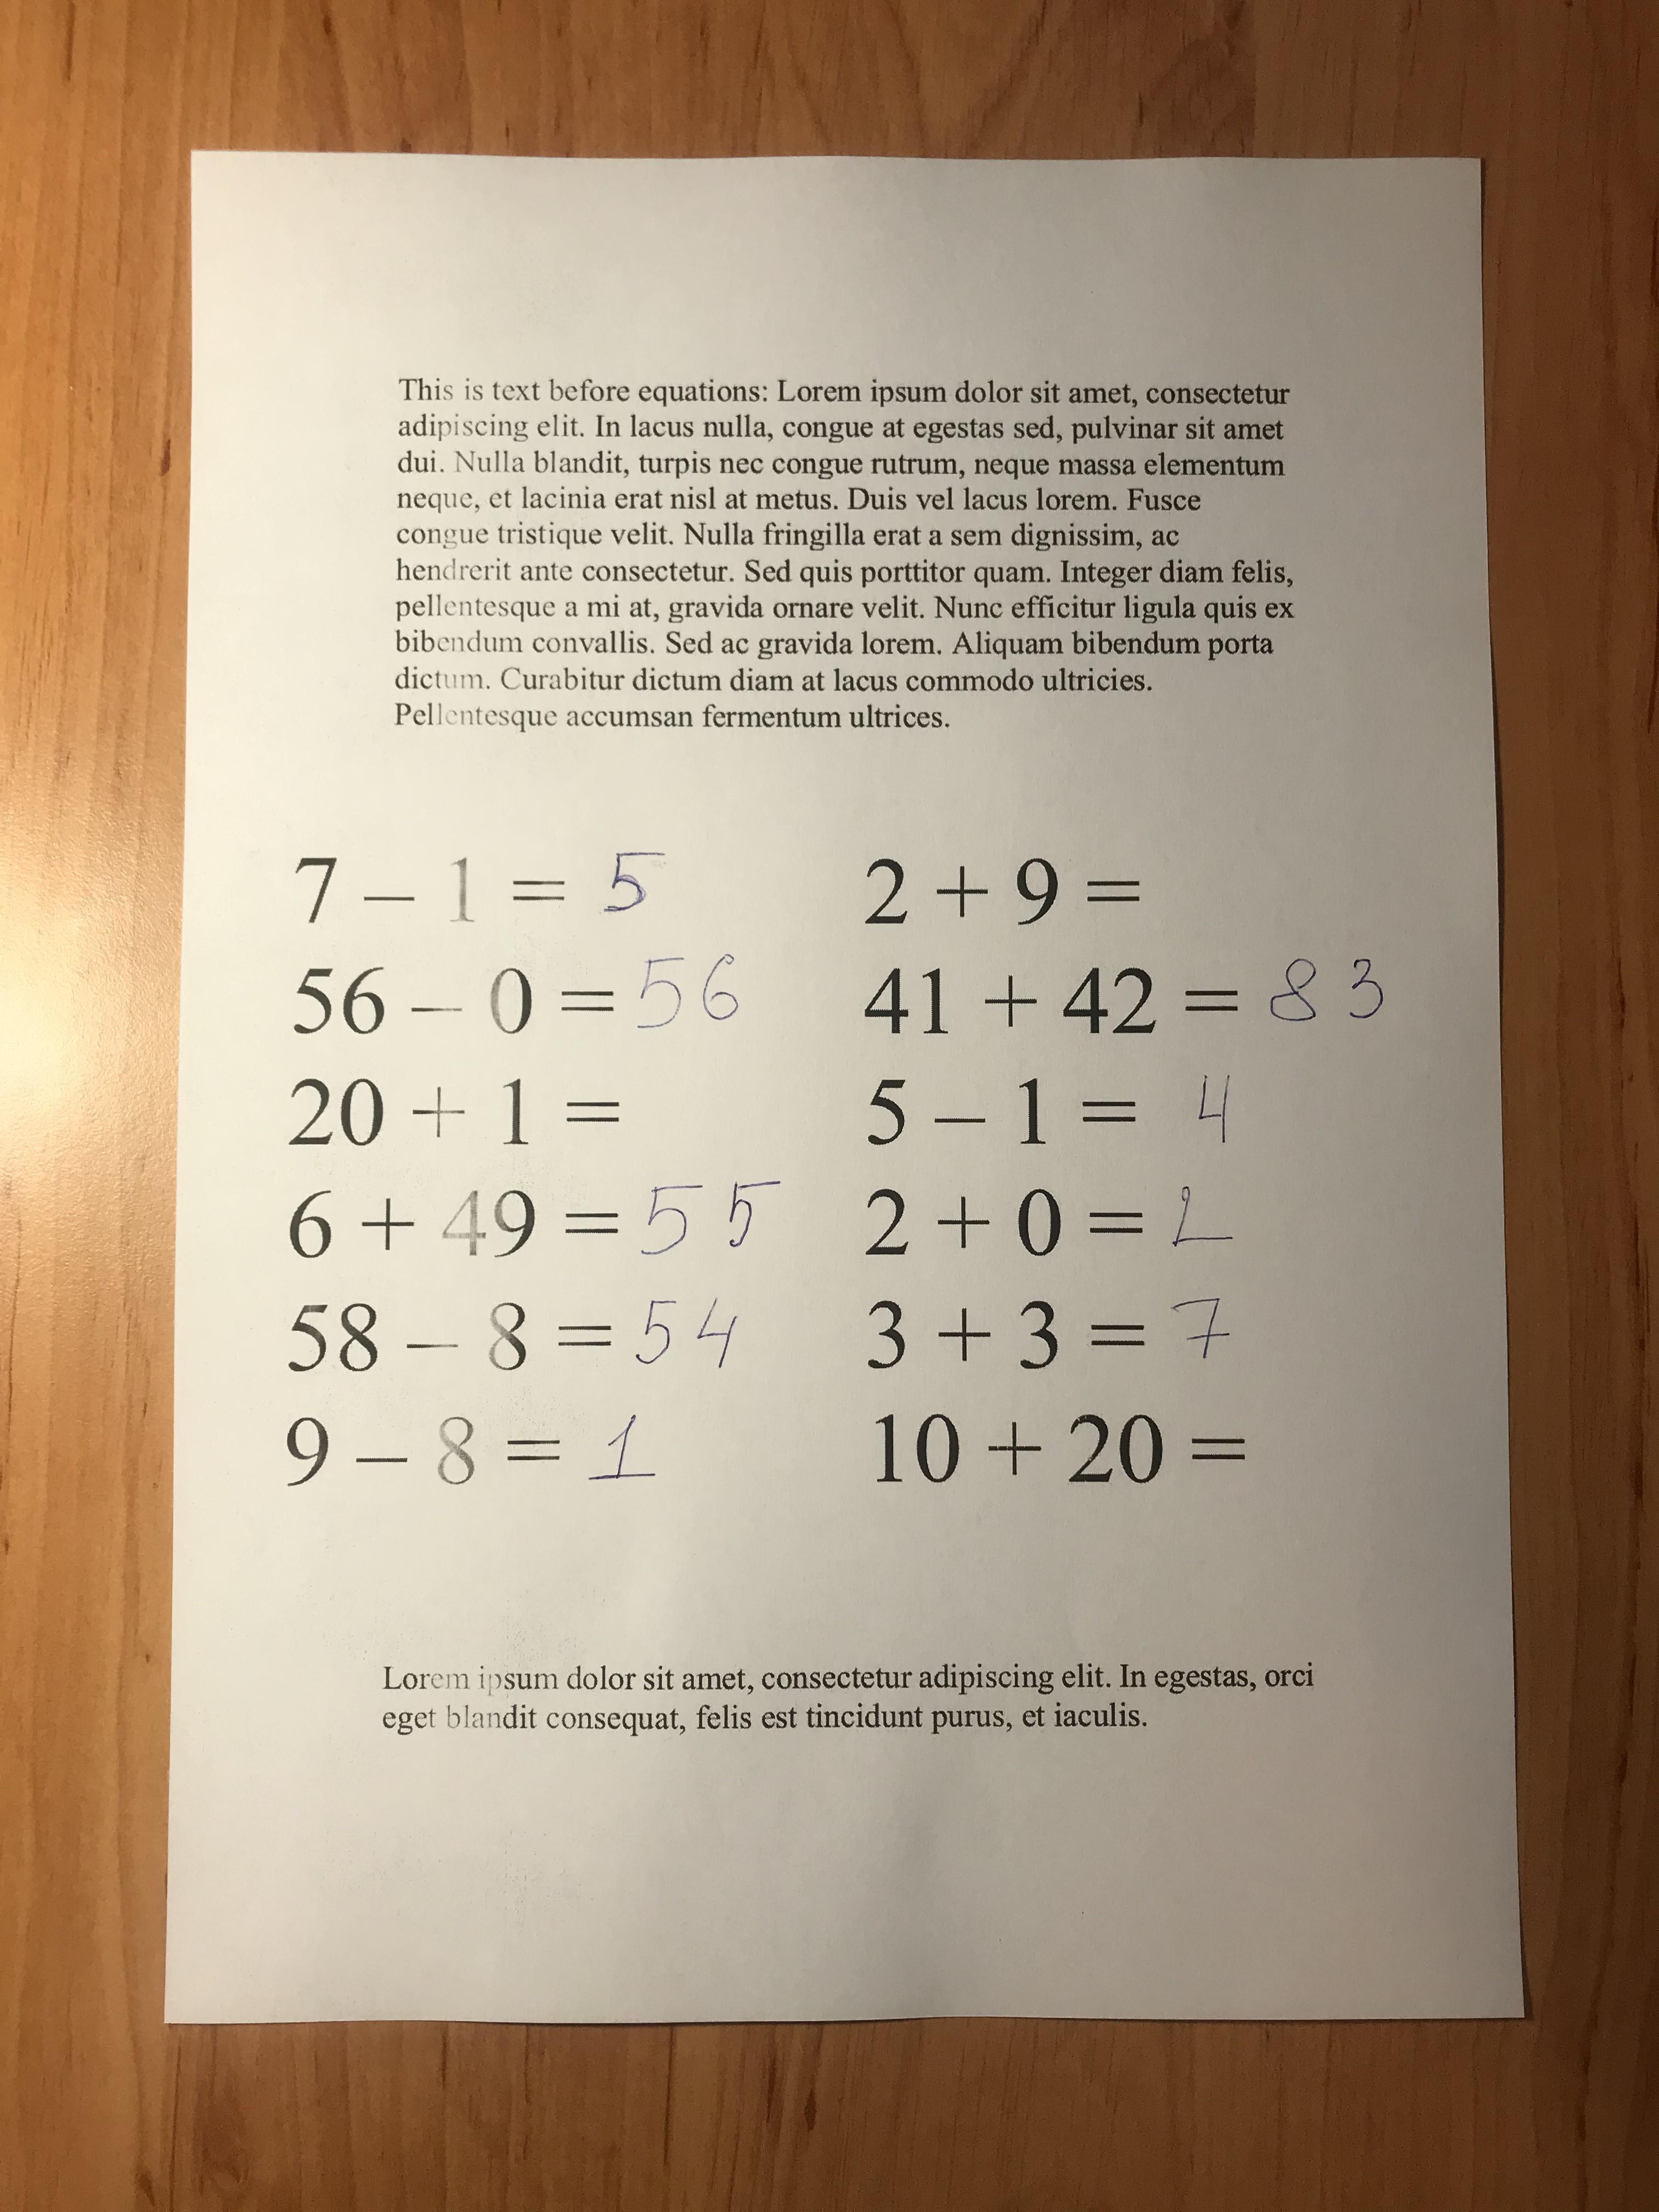 This is text before equations: Lorem ipsum dolor sit amet, consectetur
adipiscing elit. In lacus nulla, congue at egestas sed, pulvinar sit amet
dui. Nulla blandit, turpis nec congue rutrum, neque massa elementum
neque, et lacinia erat nisl at metus. Duis vel lacus lorem. Fusce
congue tristique velit. Nulla fringilla erat a sem dignissim, ac
hendrerit ante consectetur. Sed quis porttitor quam. Integer diam felis,
pellentesque a mi at, gravida ornare velit. Nunc efficitur ligula quis ex
bibendum convallis. Sed ac gravida lorem. Aliquam bibendum porta
dictum. Curabitur dictum diam at lacus commodo ultricies.
Pellentesque accumsan fermentum ultrices.
7 – 1 = 5
56 – 0 = 56
20 + 1 =
6 + 49 = 55
58 – 8 = 54
9 – 8 = 1
2 + 9 =
41 + 42 = 83
5 – 1 = 4
2 + 0 = 2
3 + 3 = 7
10 + 20 =
Lorem ipsum dolor sit amet, consectetur adipiscing elit. In egestas, orci
eget blandit consequat, felis est tincidunt purus, et iaculis.